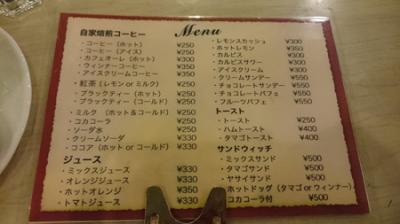 Menu
自家焙煎コーヒー
・コーヒー（ホット） ¥250
・コーヒー（アイス） ¥250
・カフェオーレ（ホット） ¥300
・ウィンナーコーヒー ¥350
・アイスクリームコーヒー ¥350
・紅茶（レモン or ミルク） ¥250
・ブラックティー（ホット） ¥250
・ブラックティー（コールド） ¥250
・ミルク （ホット＆コールド） ¥200
・コカコーラ ¥250
・ソーダ水 ¥250
・クリームソーダ ¥330
・ココア（ホット or コールド） ¥330
ジュース
・ミックスジュース ¥330
・オレンジジュース ¥330
・ホットオレンジ ¥350
・トマトジュース ¥330
・レモンスカッシュ ¥300
・ホットレモン ¥350
・カルピス ¥300
・カルピスサワー ¥300
・アイスクリーム ¥300
・クリームサンデー ¥550
・チョコレートサンデー ¥550
・チョコレートパフェ ¥550
・フルーツパフェ ¥550
トースト
・トースト ¥250
・ハムトースト ¥400
・タマゴトースト ¥400
サンドウィッチ
・ミックスサンド ¥500
・タマゴサンド ¥500
・ヤサイサンド ¥500
・ホットドッグ（タマゴ or ウィンナー）
コカコーラ付 ¥500